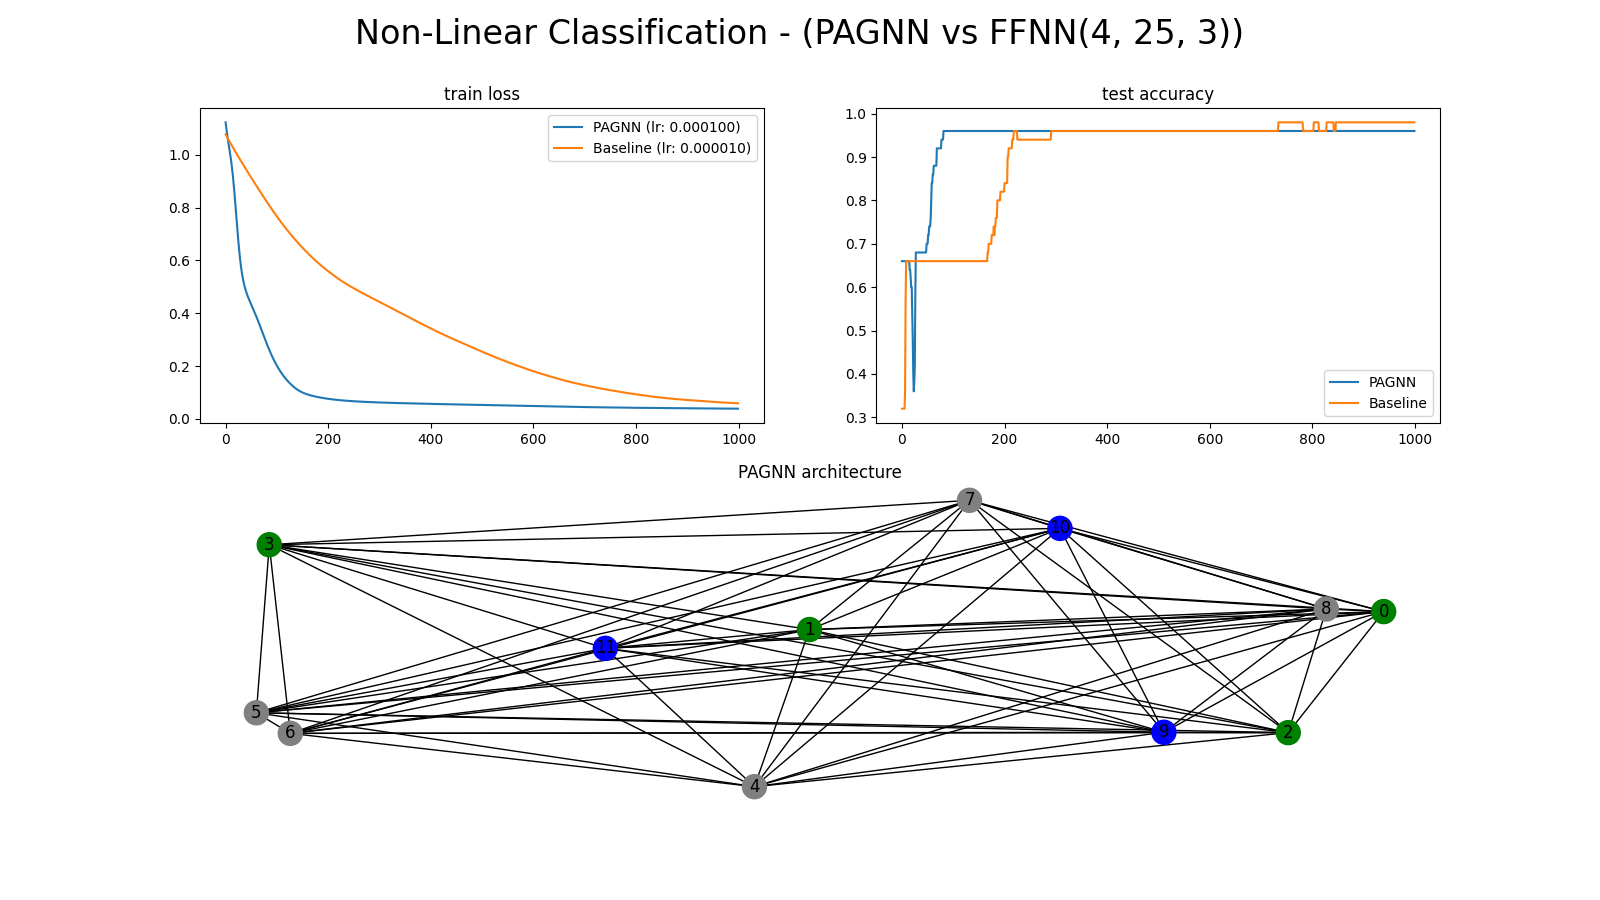 Non-Linear Classification - (PAGNN vs FFNN(4, 25, 3))
train loss
PAGNN (lr: 0.000100)
Baseline (lr: 0.000010)
1.0
0.8
0.6
0.4
0.2
0.0
0 200 400 600 800 1000
test accuracy
1.0
0.9
0.8
0.7
0.6
0.5
0.4
0.3
PAGNN
Baseline
0 200 400 600 800 1000
PAGNN architecture
7
10
3
8
0
1
11
5
6
9
2
4